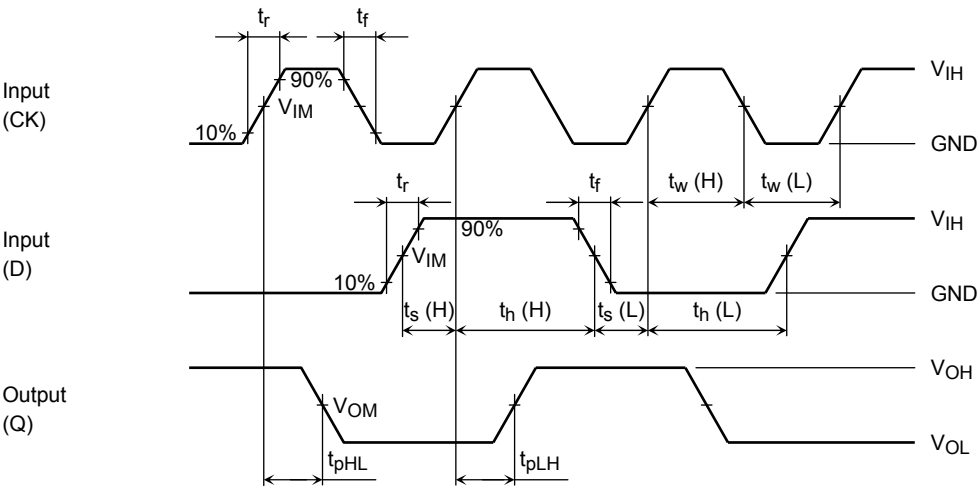 tr tf
Input
(CK)
90%
VIM
10%
VIH
GND
tr tf tw (H) tw (L)
Input
(D)
90%
VIM
10%
VIH
GND
ts (H) th (H) ts (L) th (L)
Output
(Q)
VOM
VOH
VOL
tpHL tpLH